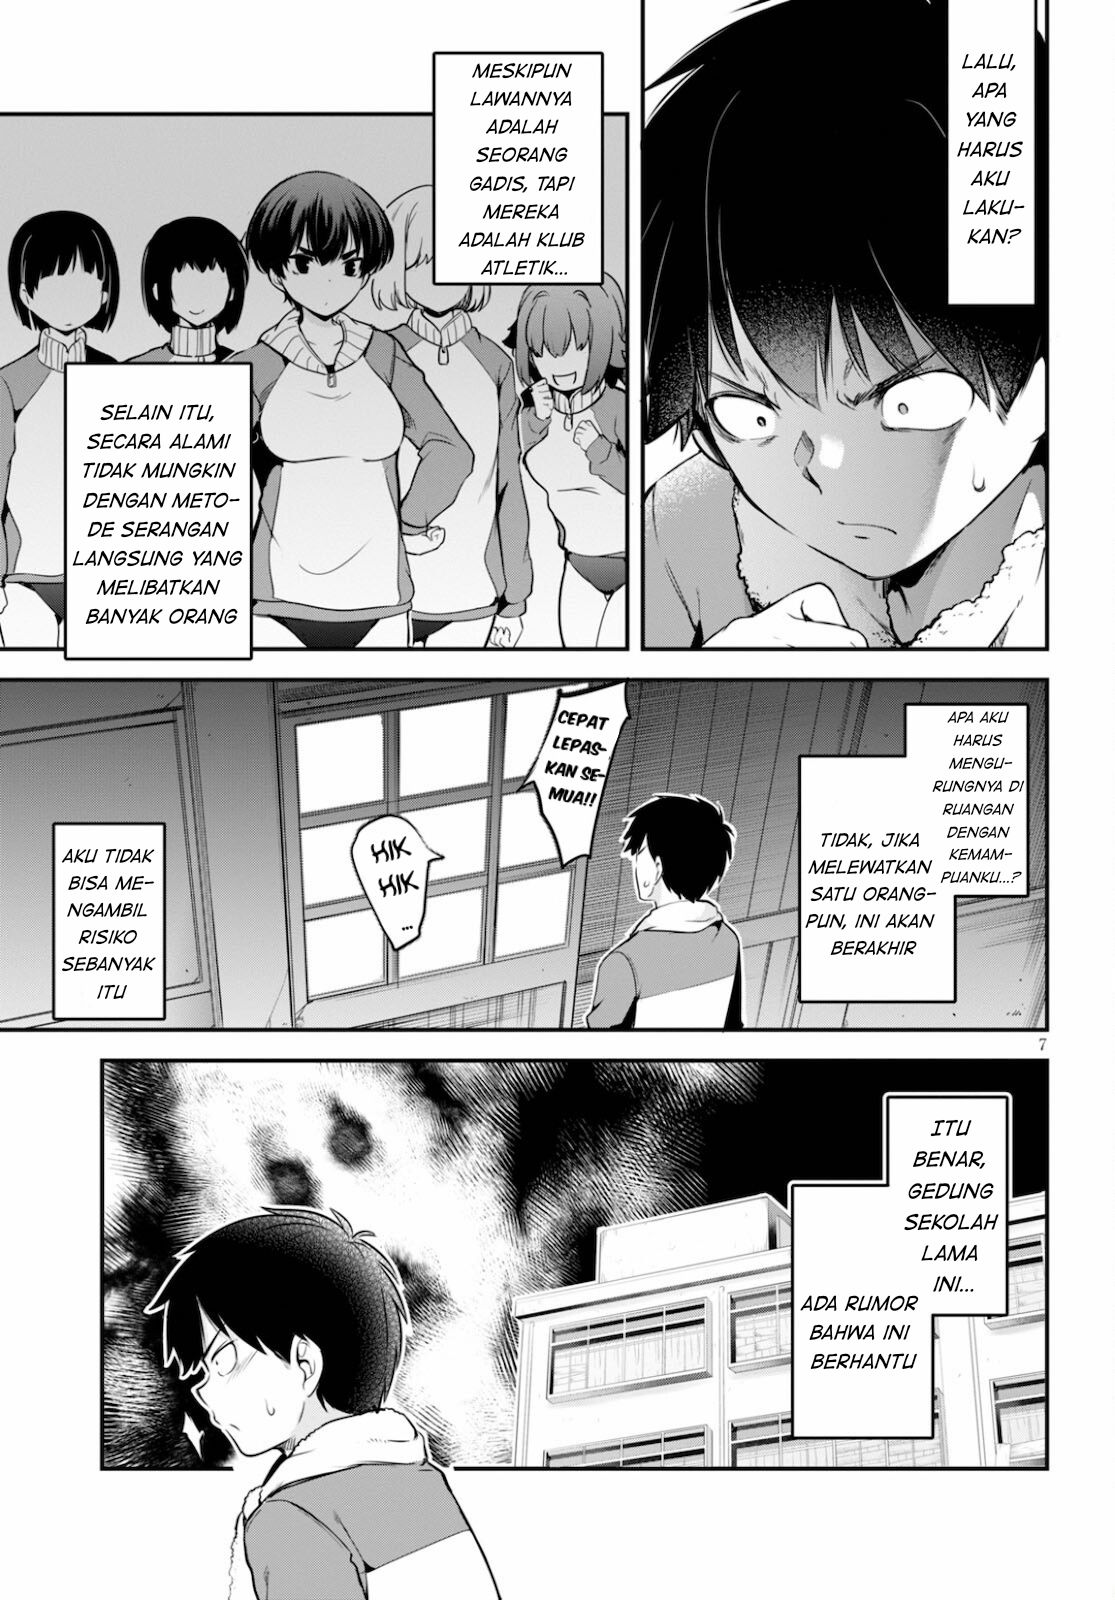 LALU,
APA
YANG
HARUS
AKU
LAKU-
KAN?
MESKIPUN
LAWANNYA
ADALAH
SEORANG
GADIS, TAPI
MEREKA
ADALAH KLUB
ATLETIK...
SELAIN ITU,
SECARA ALAMI
TIDAK MUNGKIN
DENGAN METO-
DE SERANGAN
LANGSUNG YANG
MELIBATKAN
BANYAK ORANG
APA AKU
HARUS
MENGU-
RUNGNYA DI
RUANGAN
DENGAN
KEMAM-
PUANKU...?
TIDAK, JIKA
MELEWATKAN
SATU ORANG-
PUN, INI AKAN
BERAKHIR
CEPAT
LEPAS-
KAN SE-
MUA!!
HIK
HIK
...
AKU TIDAK
BISA ME-
NGAMBIL
RISIKO
SEBANYAK
ITU
7
ITU
BENAR,
GEDUNG
SEKOLAH
LAMA
INI...
ADA RUMOR
BAHWA INI
BERHANTU